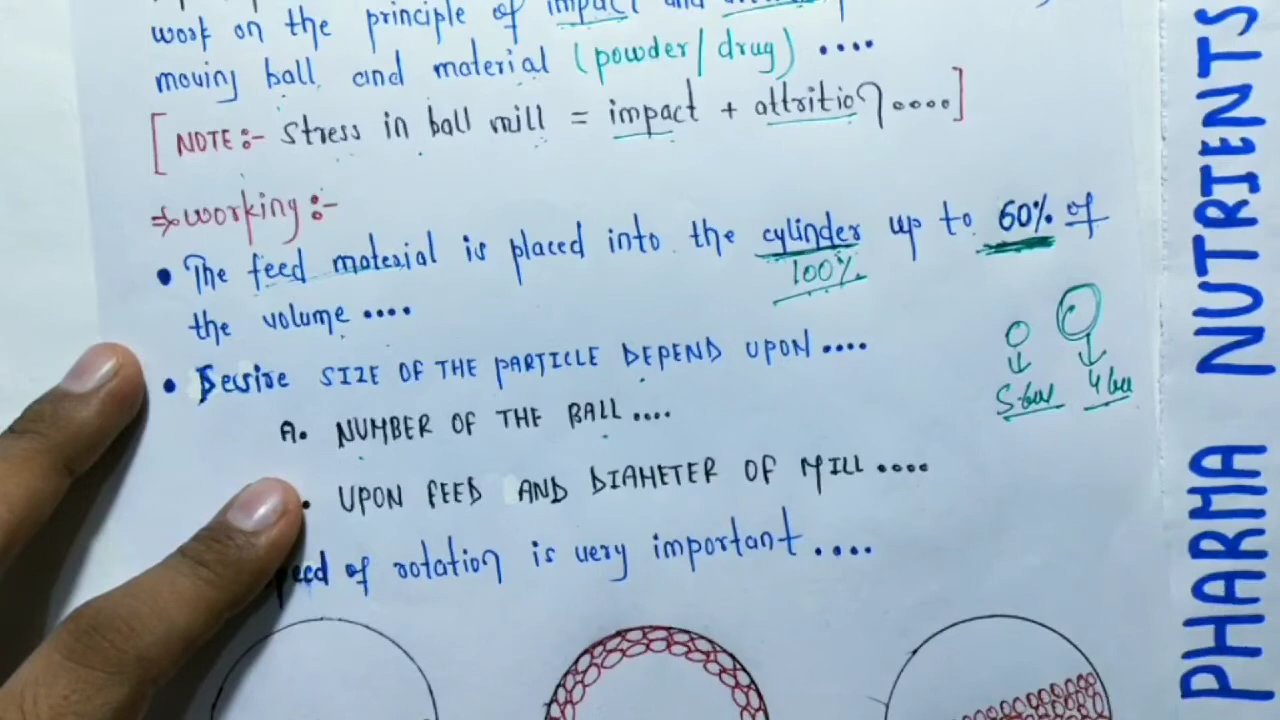 work on the principle of impact and
moving ball and material (powder/drug) ....
[NOTE:- Stress in ball mill = impact + attrition....]
⇒ working :-
• The feed material is placed into the cylinder up to 60% of
100%
the volume ....
• Desire SIZE OF THE PARTICLE DEPEND UPON ....
A. NUMBER OF THE BALL ....
. UPON FEED AND DIAMETER OF MILL ....
peed of rotation is very important ....
PHARMA NUTRIENTS